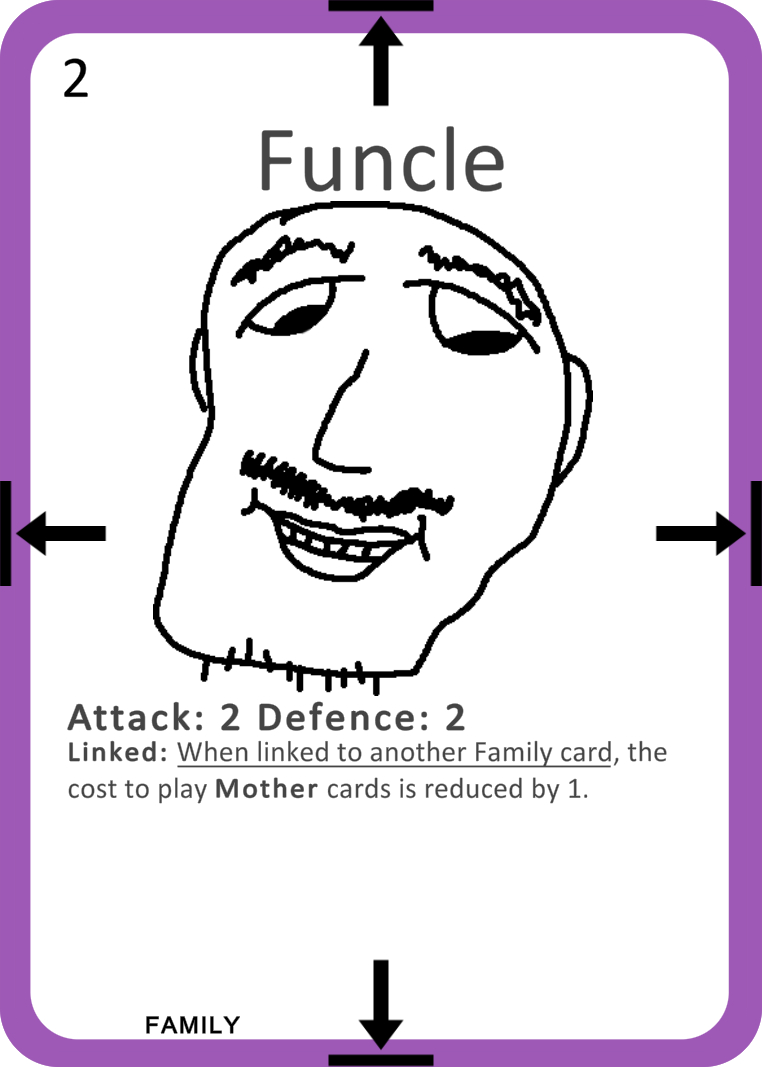 2
Funcle
Attack: 2 Defence: 2
Linked: When linked to another Family card, the
cost to play Mother cards is reduced by 1.
FAMILY